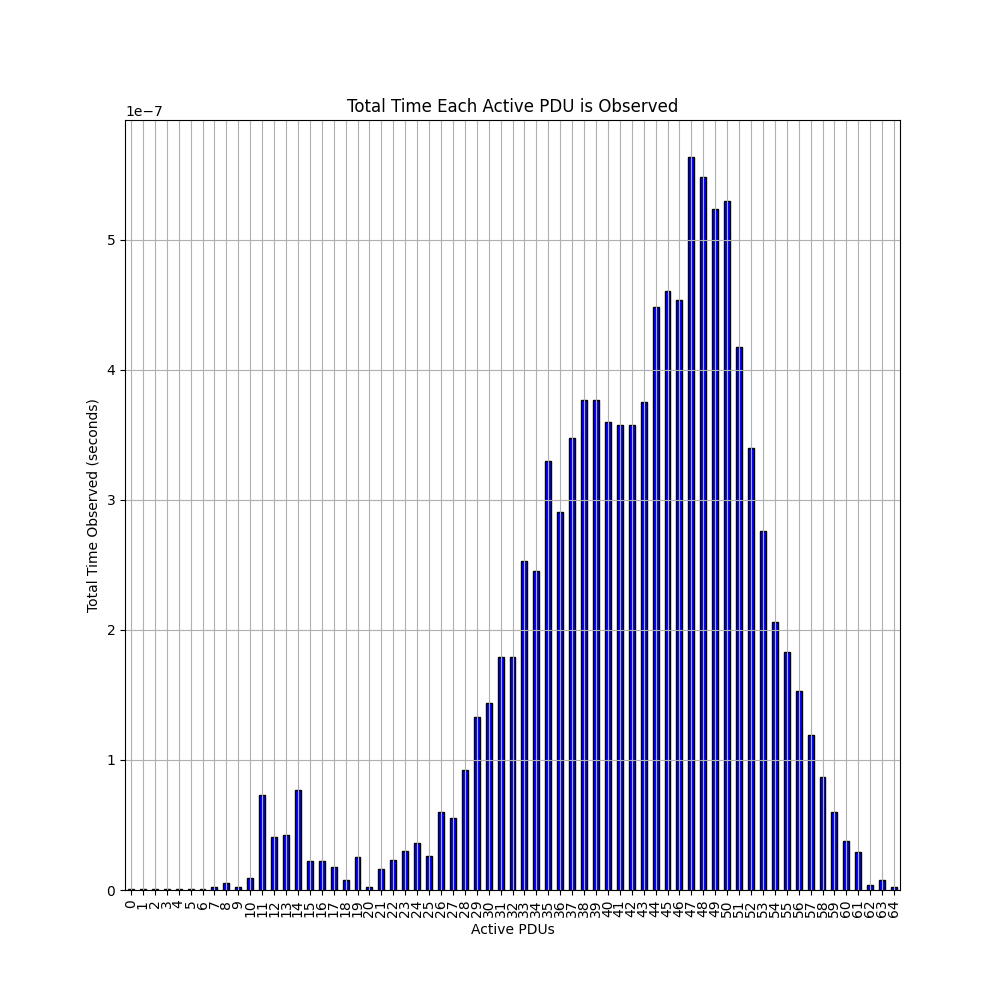 Total Time Each Active PDU is Observed
1e−7
Total Time Observed (seconds)
5
4
3
2
1
0
0 1 2 3 4 5 6 7 8 9 10 11 12 13 14 15 16 17 18 19 20 21 22 23 24 25 26 27 28 29 30 31 32 33 34 35 36 37 38 39 40 41 42 43 44 45 46 47 48 49 50 51 52 53 54 55 56 57 58 59 60 61 62 63 64
Active PDUs